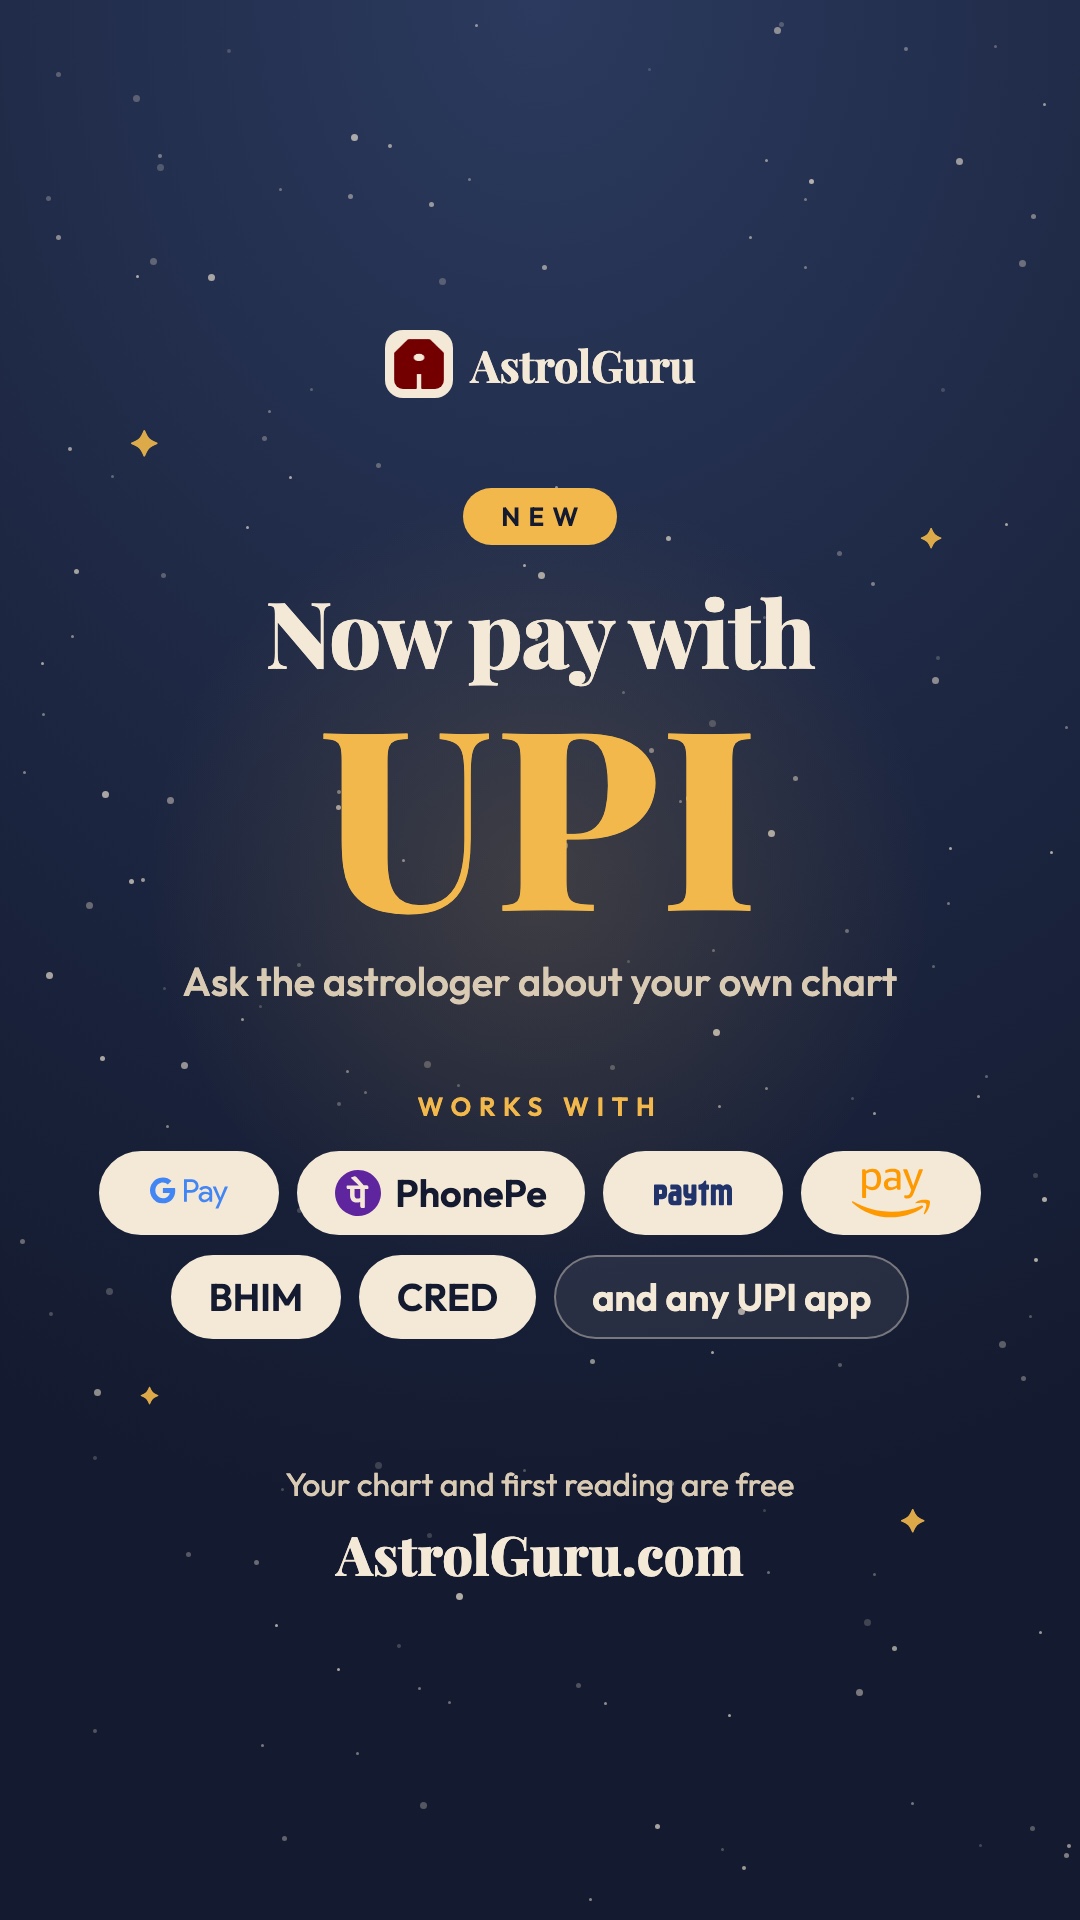 AstrolGuru
NEW
Now pay with
UPI
Ask the astrologer about your own chart
WORKS WITH
G Pay
पे PhonePe
paytm
pay
BHIM
CRED
and any UPI app
Your chart and first reading are free
AstrolGuru.com